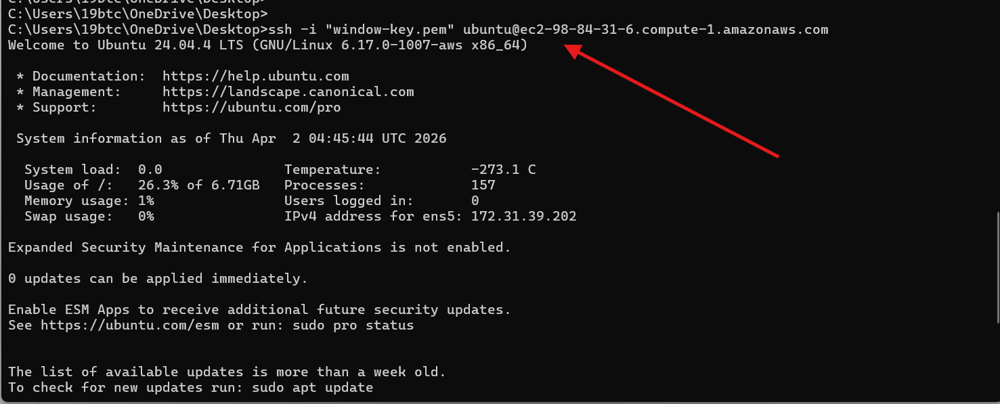 C:\Users\19btc\OneDrive\Desktop>
C:\Users\19btc\OneDrive\Desktop>
C:\Users\19btc\OneDrive\Desktop>ssh -i "window-key.pem" ubuntu@ec2-98-84-31-6.compute-1.amazonaws.com
Welcome to Ubuntu 24.04.4 LTS (GNU/Linux 6.17.0-1007-aws x86_64)
* Documentation:  https://help.ubuntu.com
* Management:     https://landscape.canonical.com
* Support:        https://ubuntu.com/pro
System information as of Thu Apr  2 04:45:44 UTC 2026
System load:  0.0               Temperature:           -273.1 C
Usage of /:   26.3% of 6.71GB   Processes:             157
Memory usage: 1%                Users logged in:       0
Swap usage:   0%                IPv4 address for ens5: 172.31.39.202
Expanded Security Maintenance for Applications is not enabled.
0 updates can be applied immediately.
Enable ESM Apps to receive additional future security updates.
See https://ubuntu.com/esm or run: sudo pro status
The list of available updates is more than a week old.
To check for new updates run: sudo apt update